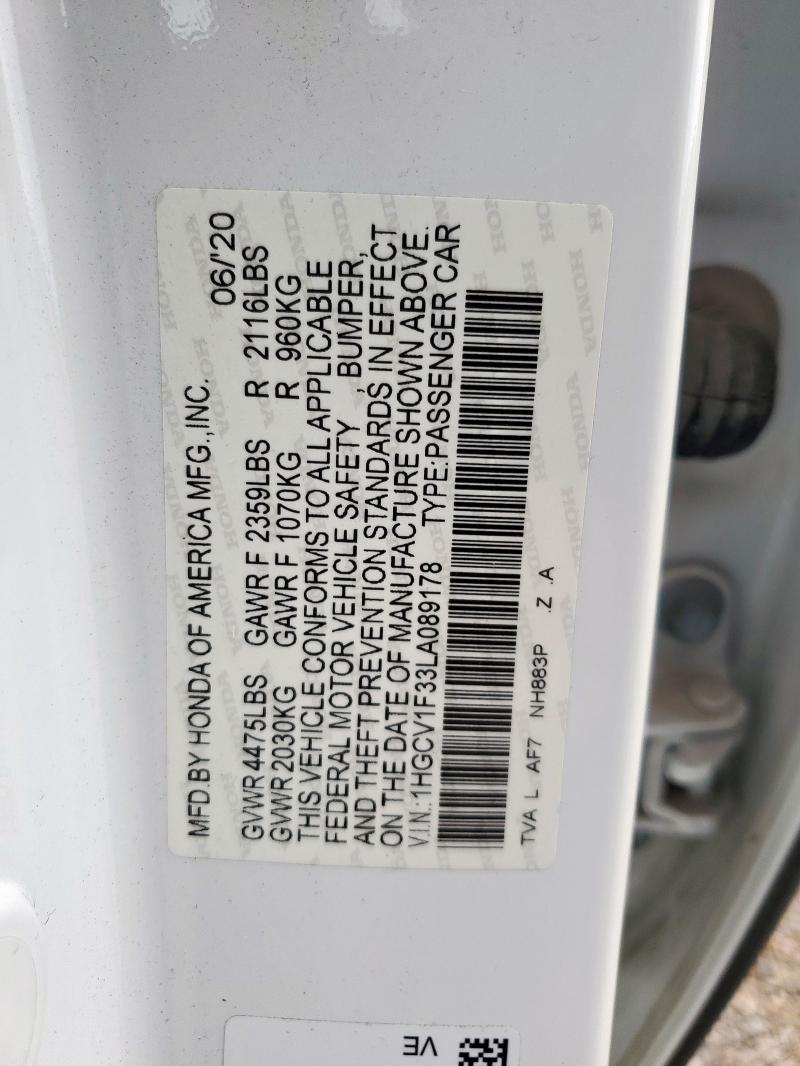 MFD.BY HONDA OF AMERICA MFG.,INC. 06/'20
GVWR 4475LBS GAWR F 2359LBS R 2116LBS
GVWR 2030KG GAWR F 1070KG R 960KG
THIS VEHICLE CONFORMS TO ALL APPLICABLE
FEDERAL MOTOR VEHICLE SAFETY , BUMPER,
AND THEFT PREVENTION STANDARDS IN EFFECT
ON THE DATE OF MANUFACTURE SHOWN ABOVE.
V.I.N.:1HGCV1F33LA089178 TYPE:PASSENGER CAR
TVA L AF7 NH883P .Z .A
VE